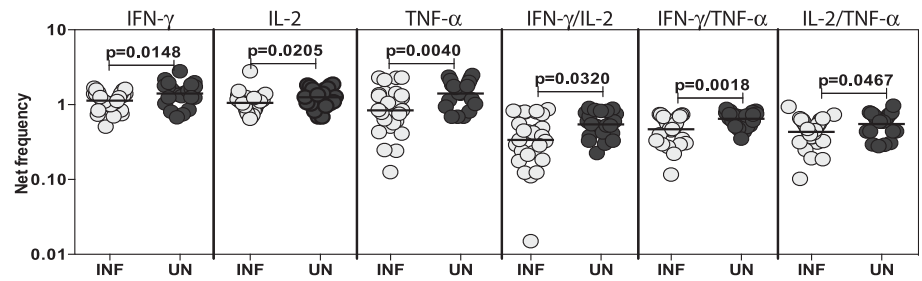 IFN-γ IL-2 TNF-α IFN-γ/IL-2 IFN-γ/TNF-α IL-2/TNF-α
10
p=0.0148 p=0.0205 p=0.0040 p=0.0320 p=0.0018 p=0.0467
1
Net frequency
0.10
0.01
INF UN INF UN INF UN INF UN INF UN INF UN